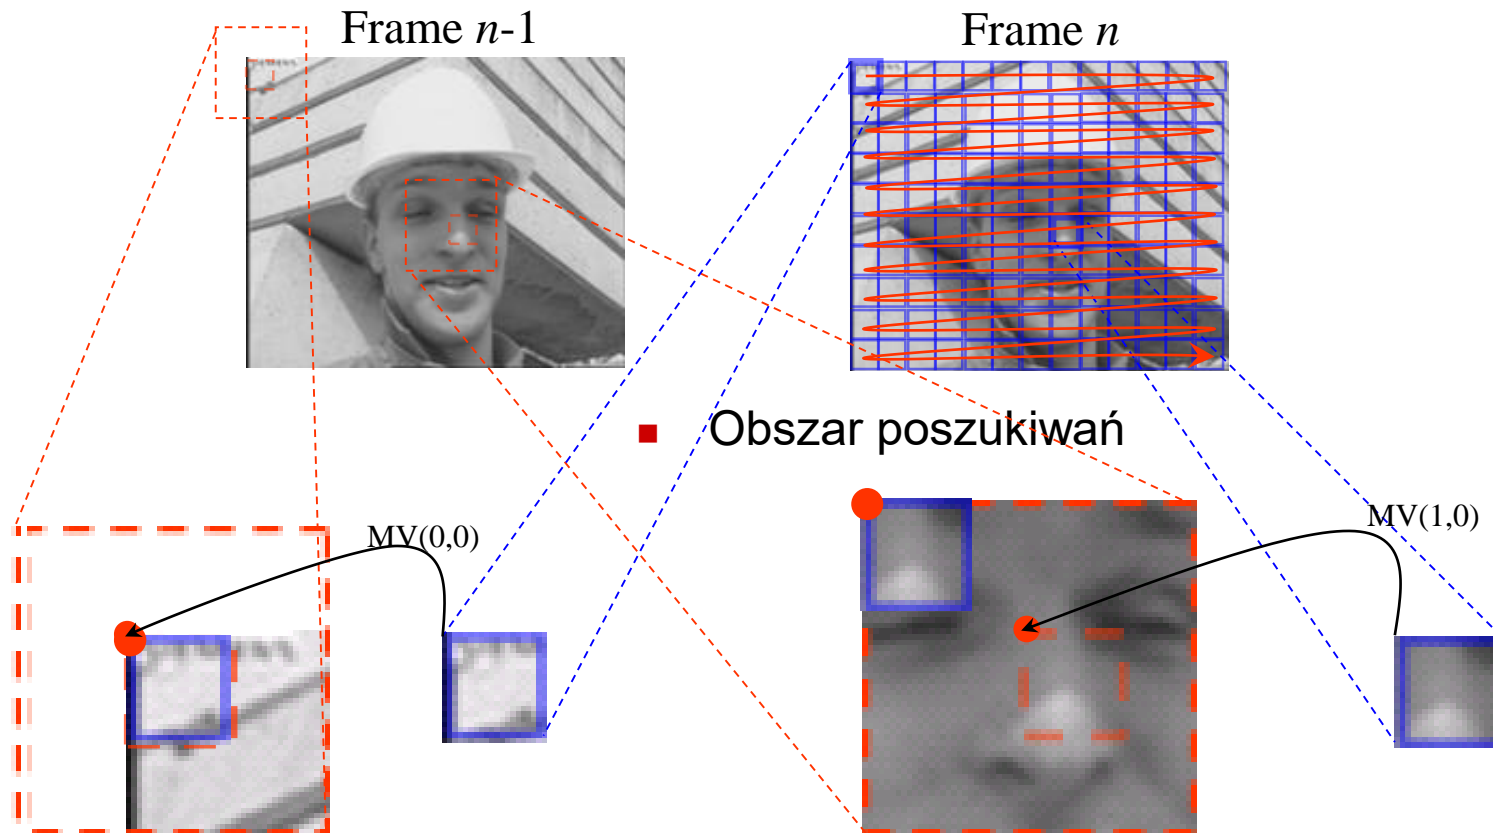 Frame n-1
Frame n
Obszar poszukiwań
MV(0,0)
MV(1,0)